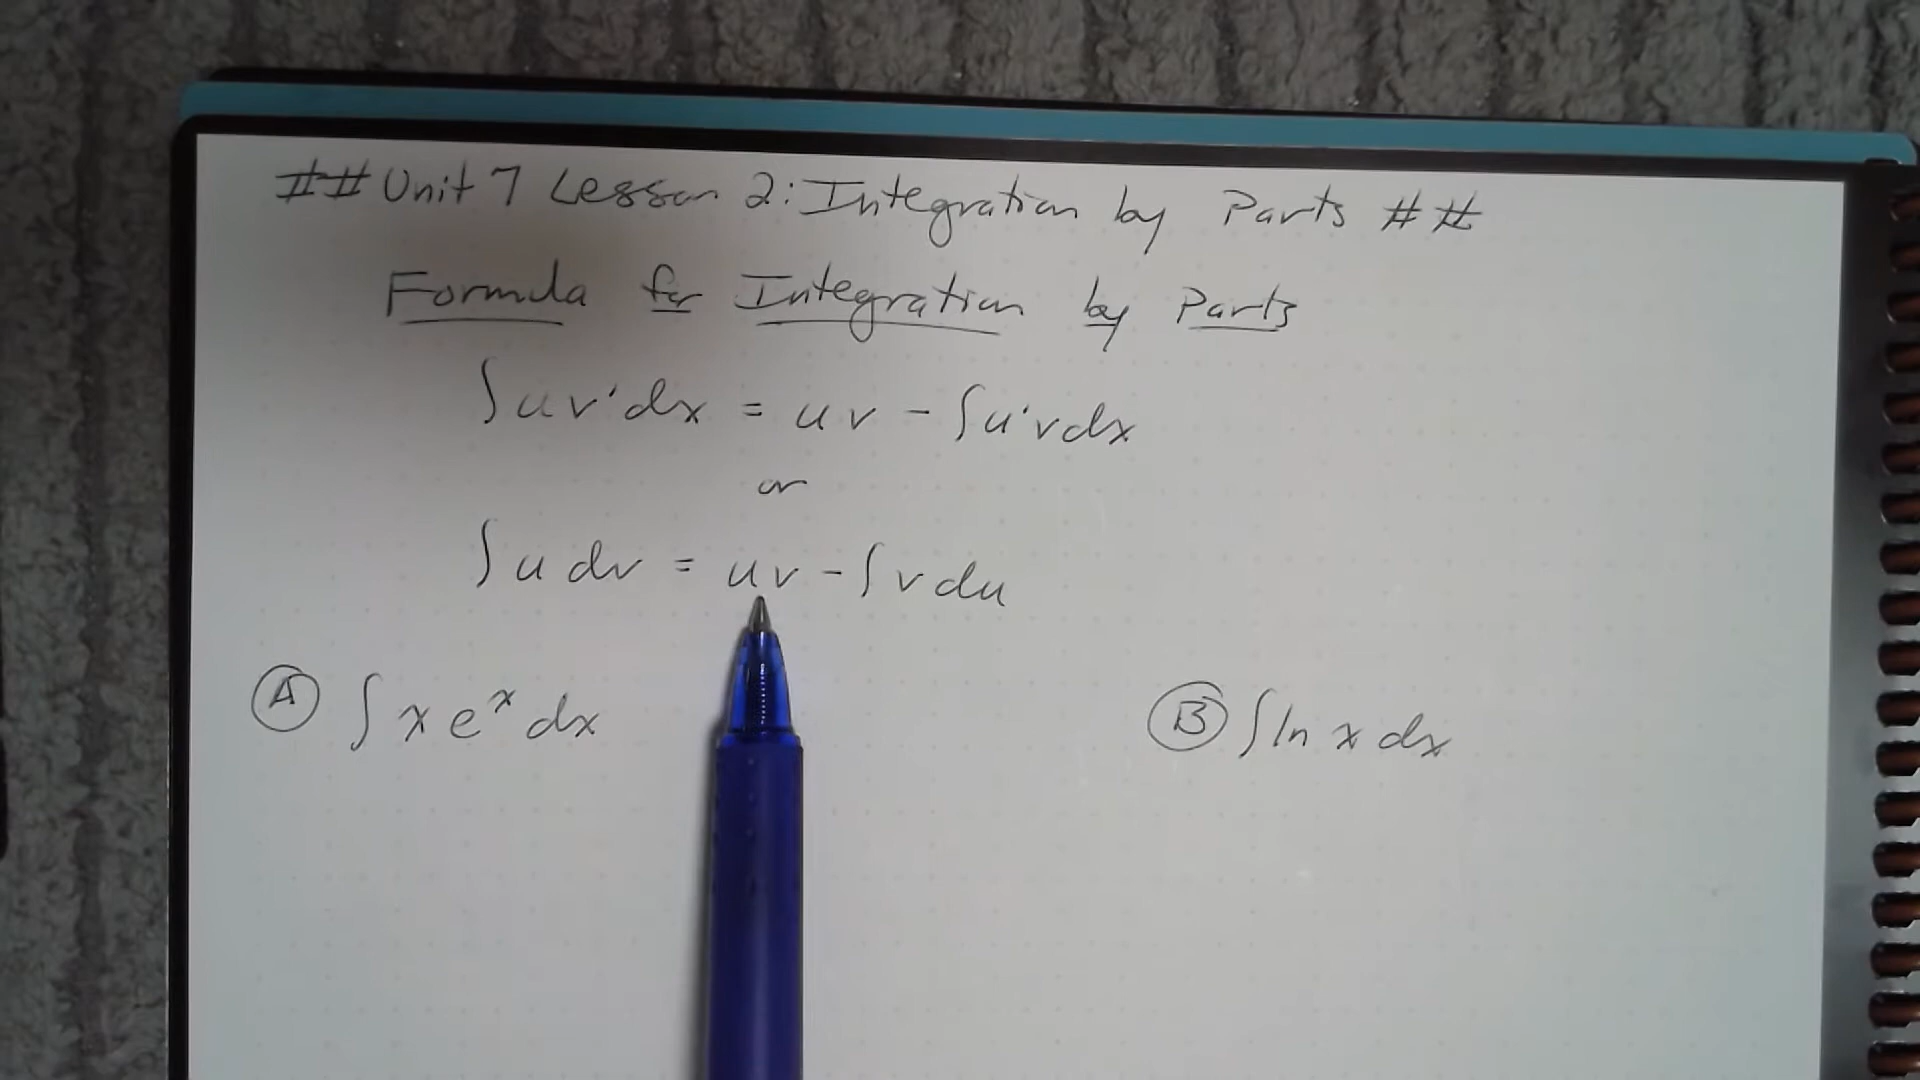 ## Unit 7 Lesson 2: Integration by Parts ##
Formula for Integration by Parts
∫uv'dx = uv - ∫u'vdx
or
∫u dv = uv - ∫v du
Ⓐ ∫x eˣ dx
Ⓑ ∫ln x dx